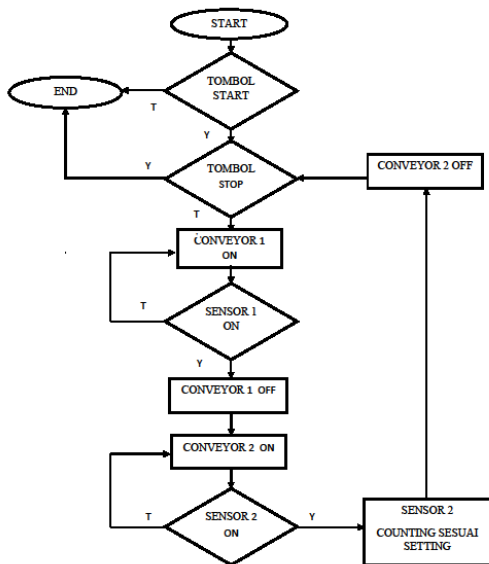 START
TOMBOL
START
END
T
Y
TOMBOL
STOP
Y
CONVEYOR 2 OFF
T
CONVEYOR 1
ON
SENSOR 1
ON
T
Y
CONVEYOR 1 OFF
CONVEYOR 2 ON
SENSOR 2
ON
T
Y
SENSOR 2
COUNTING SESUAI
SETTING